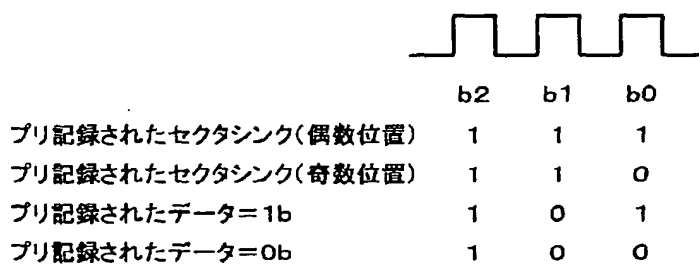 b2 b1 b0
プリ記録されたセクタシンク(偶数位置) 1 1 1
プリ記録されたセクタシンク(奇数位置) 1 1 0
プリ記録されたデータ=1b 1 0 1
プリ記録されたデータ=0b 1 0 0